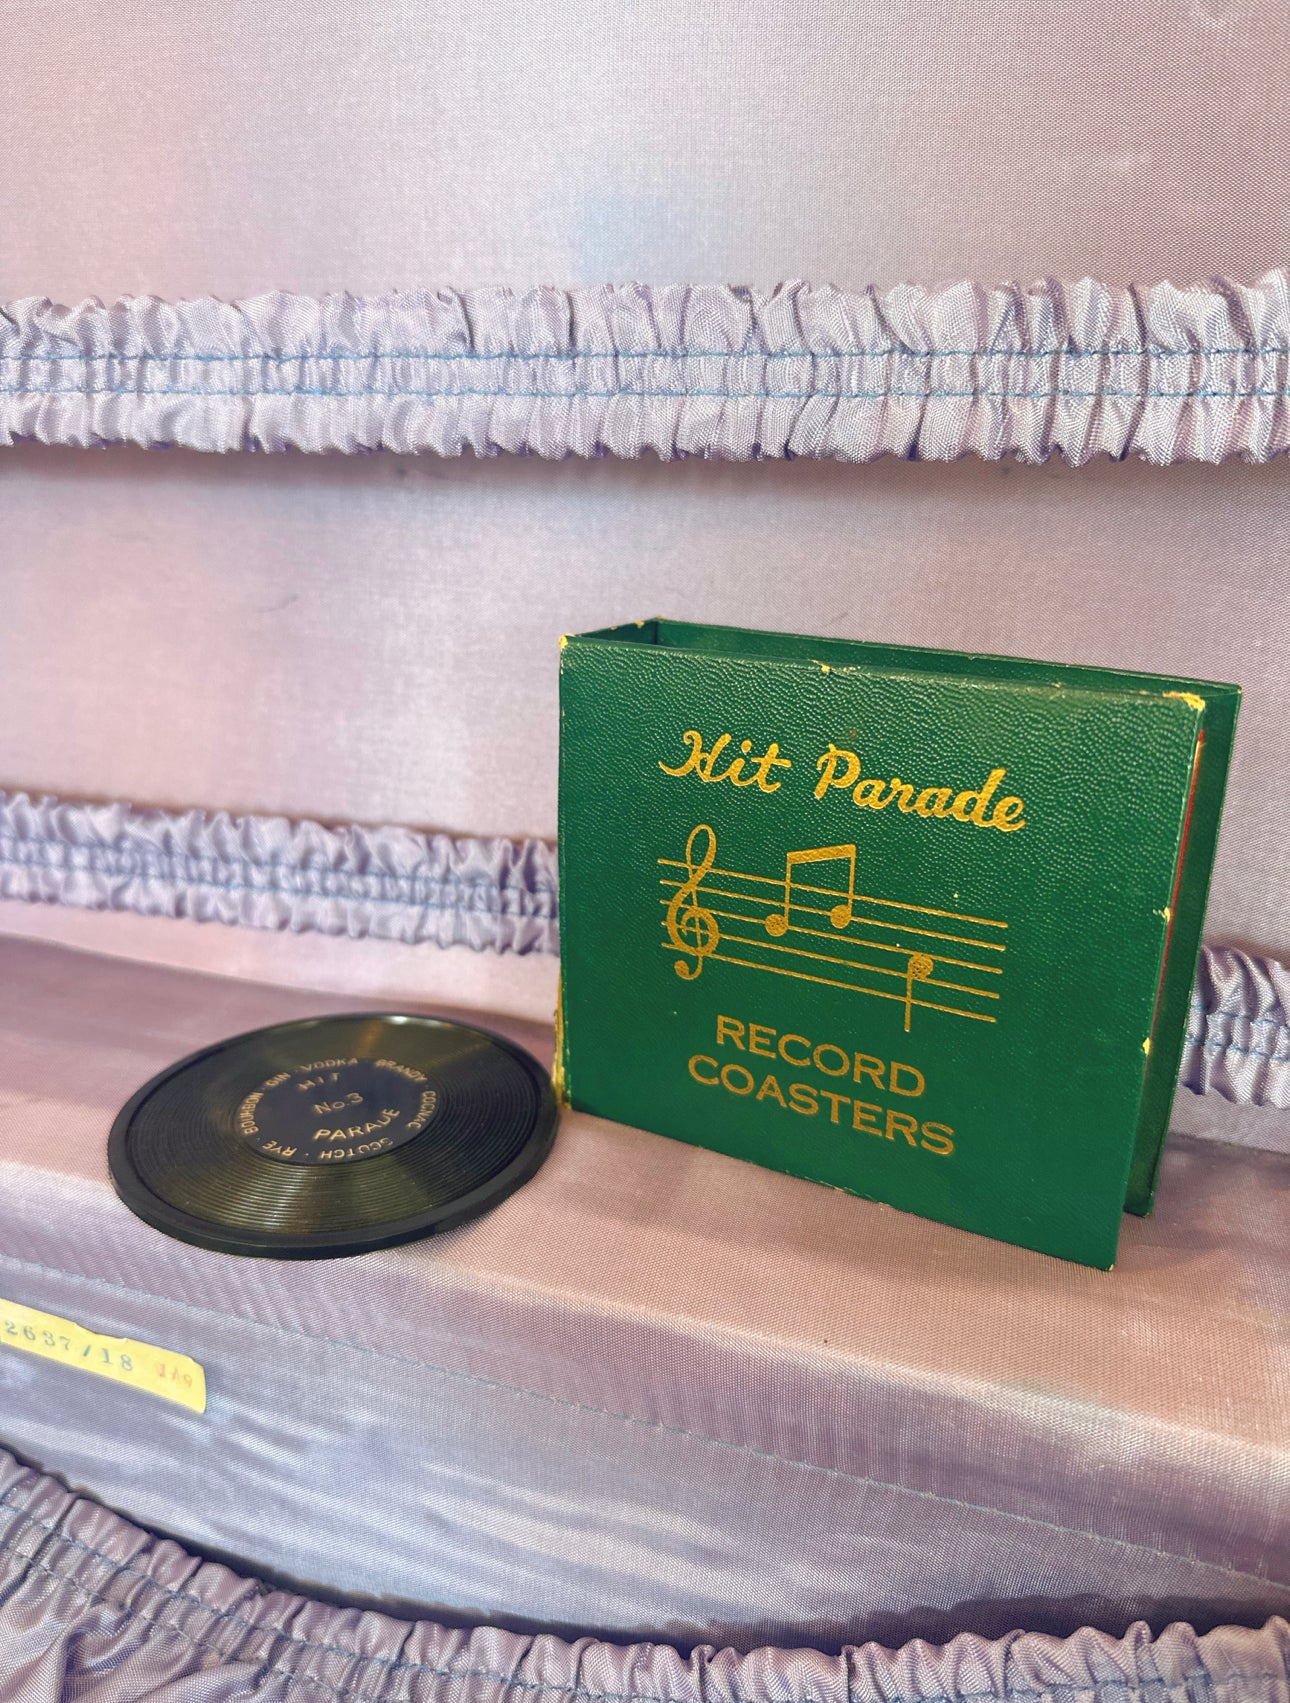 Hit Parade
RECORD
COASTERS
RYE · BOURBON · GIN · VODKA · BRANDY · COGNAC · SCOTCH ·
HIT
No. 3
PARADE
2637/18